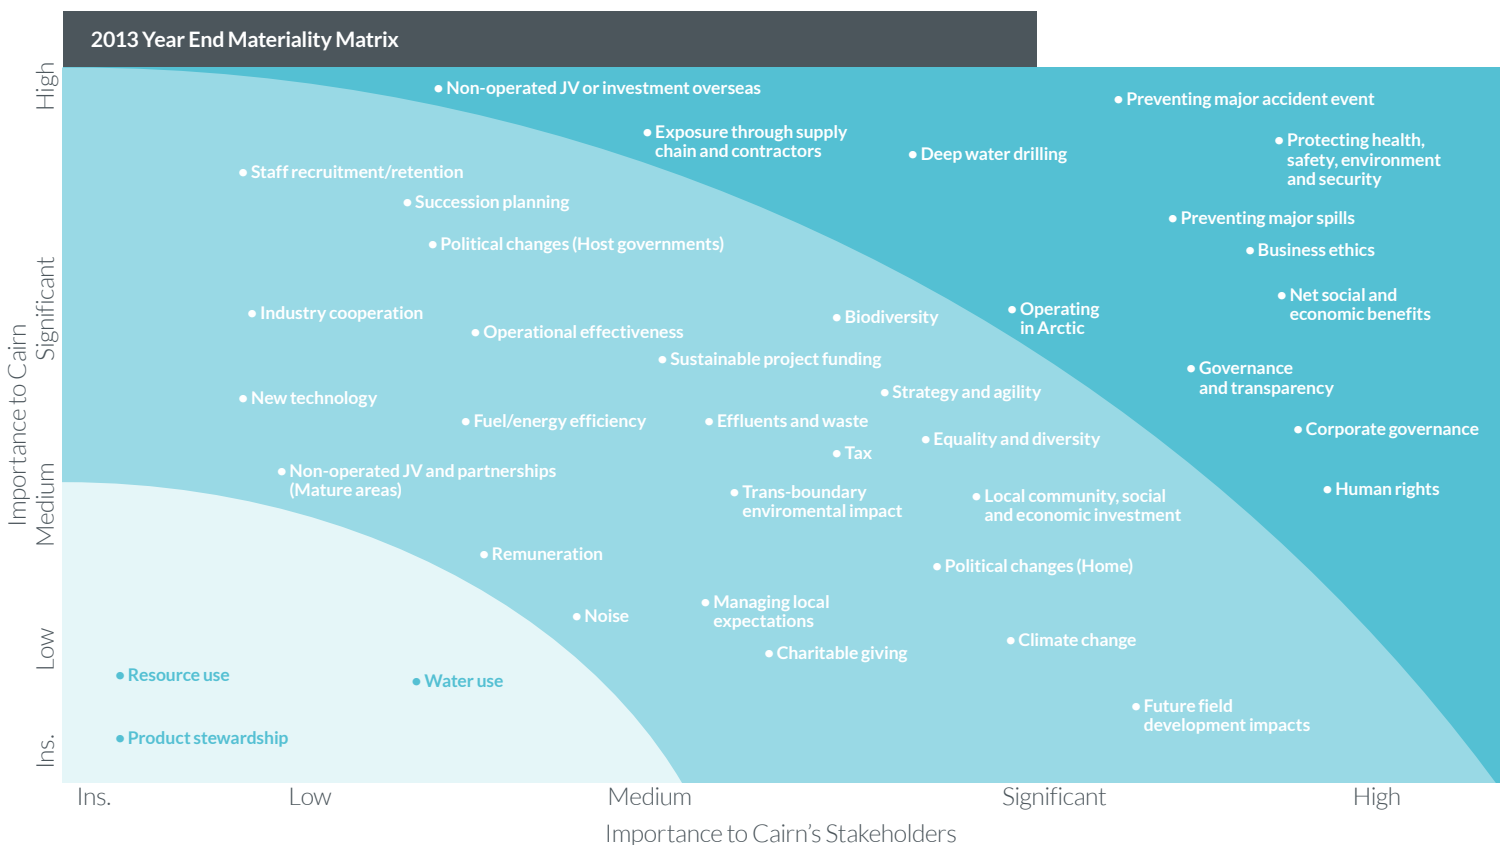 2013 Year End Materiality Matrix
High
Significant
Medium
Low
Ins.
Importance to Cairn
● Non-operated JV or investment overseas
● Preventing major accident event
● Exposure through supply
chain and contractors
● Deep water drilling
● Protecting health,
safety, environment
and security
● Staff recruitment/retention
● Succession planning
● Preventing major spills
● Political changes (Host governments)
● Business ethics
● Net social and
economic benefits
● Industry cooperation
● Operational effectiveness
● Biodiversity
● Operating
in Arctic
● Sustainable project funding
● Governance
and transparency
● New technology
● Strategy and agility
● Fuel/energy efficiency
● Effluents and waste
● Corporate governance
● Equality and diversity
● Tax
● Non-operated JV and partnerships
(Mature areas)
● Trans-boundary
enviromental impact
● Local community, social
and economic investment
● Human rights
● Remuneration
● Political changes (Home)
● Noise
● Managing local
expectations
● Charitable giving
● Climate change
● Resource use
● Water use
● Future field
development impacts
● Product stewardship
Ins.
Low
Medium
Significant
High
Importance to Cairn’s Stakeholders